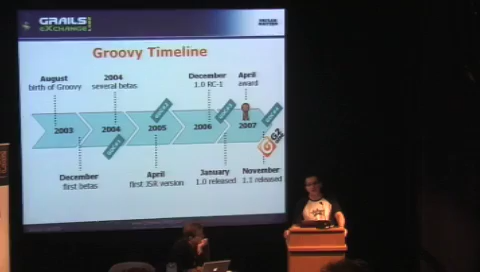 GRAILS
EXCHANGE
Groovy Timeline
August
birth of Groovy
2004
several betas
December
1.0 RC-1
April
award
2003
2004
2005
2006
2007
G2
December
first betas
April
first JSR version
January
1.0 released
November
1.1 released